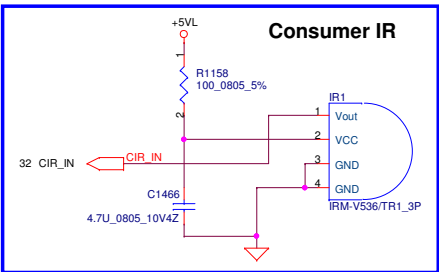 Consumer IR
+5VL
1
R1158
100_0805_5%
2
IR1
1 Vout
2 VCC
3 GND
4 GND
IRM-V536/TR1_3P
32 CIR_IN
CIR_IN
C1466
4.7U_0805_10V4Z